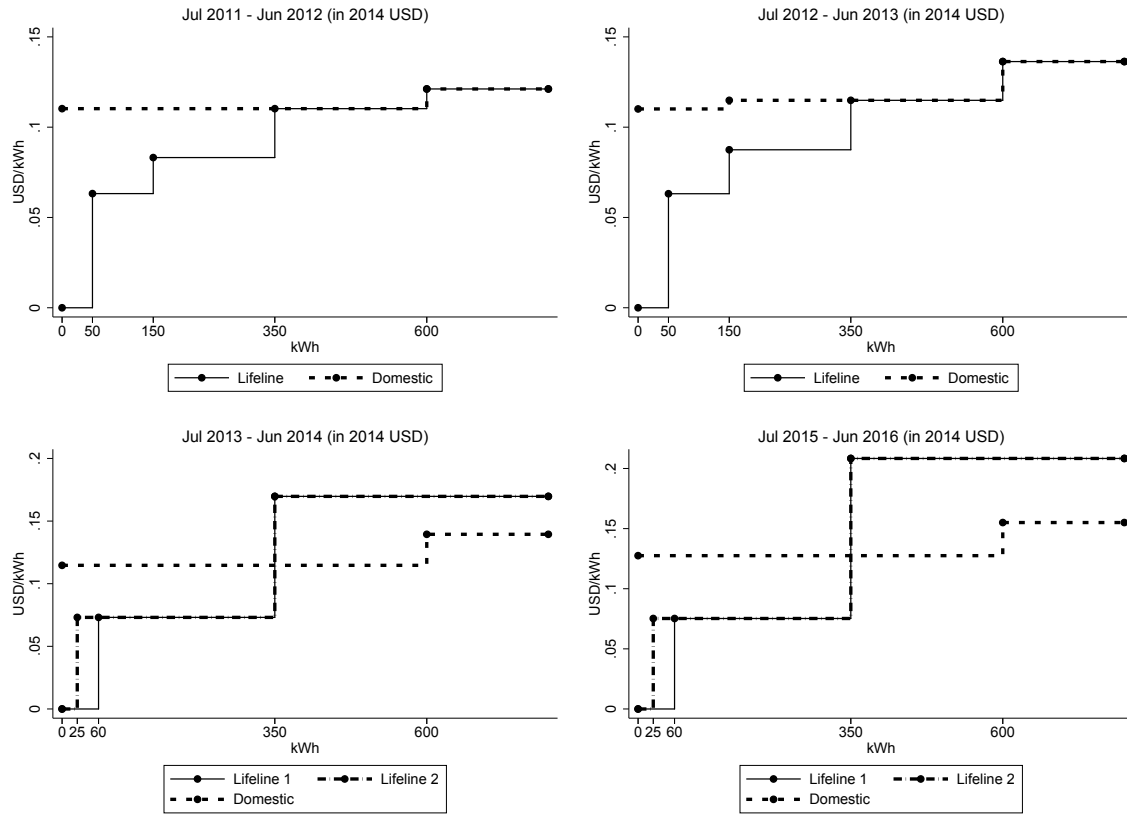 Jul 2011 - Jun 2012 (in 2014 USD)
USD/kWh
.15
.1
.05
0
0 50 150 350 600
kWh
Lifeline Domestic
Jul 2012 - Jun 2013 (in 2014 USD)
USD/kWh
.15
.1
.05
0
0 50 150 350 600
kWh
Lifeline Domestic
Jul 2013 - Jun 2014 (in 2014 USD)
USD/kWh
.2
.15
.1
.05
0
0 25 60 350 600
kWh
Lifeline 1 Lifeline 2
Domestic
Jul 2015 - Jun 2016 (in 2014 USD)
USD/kWh
.2
.15
.1
.05
0
0 25 60 350 600
kWh
Lifeline 1 Lifeline 2
Domestic